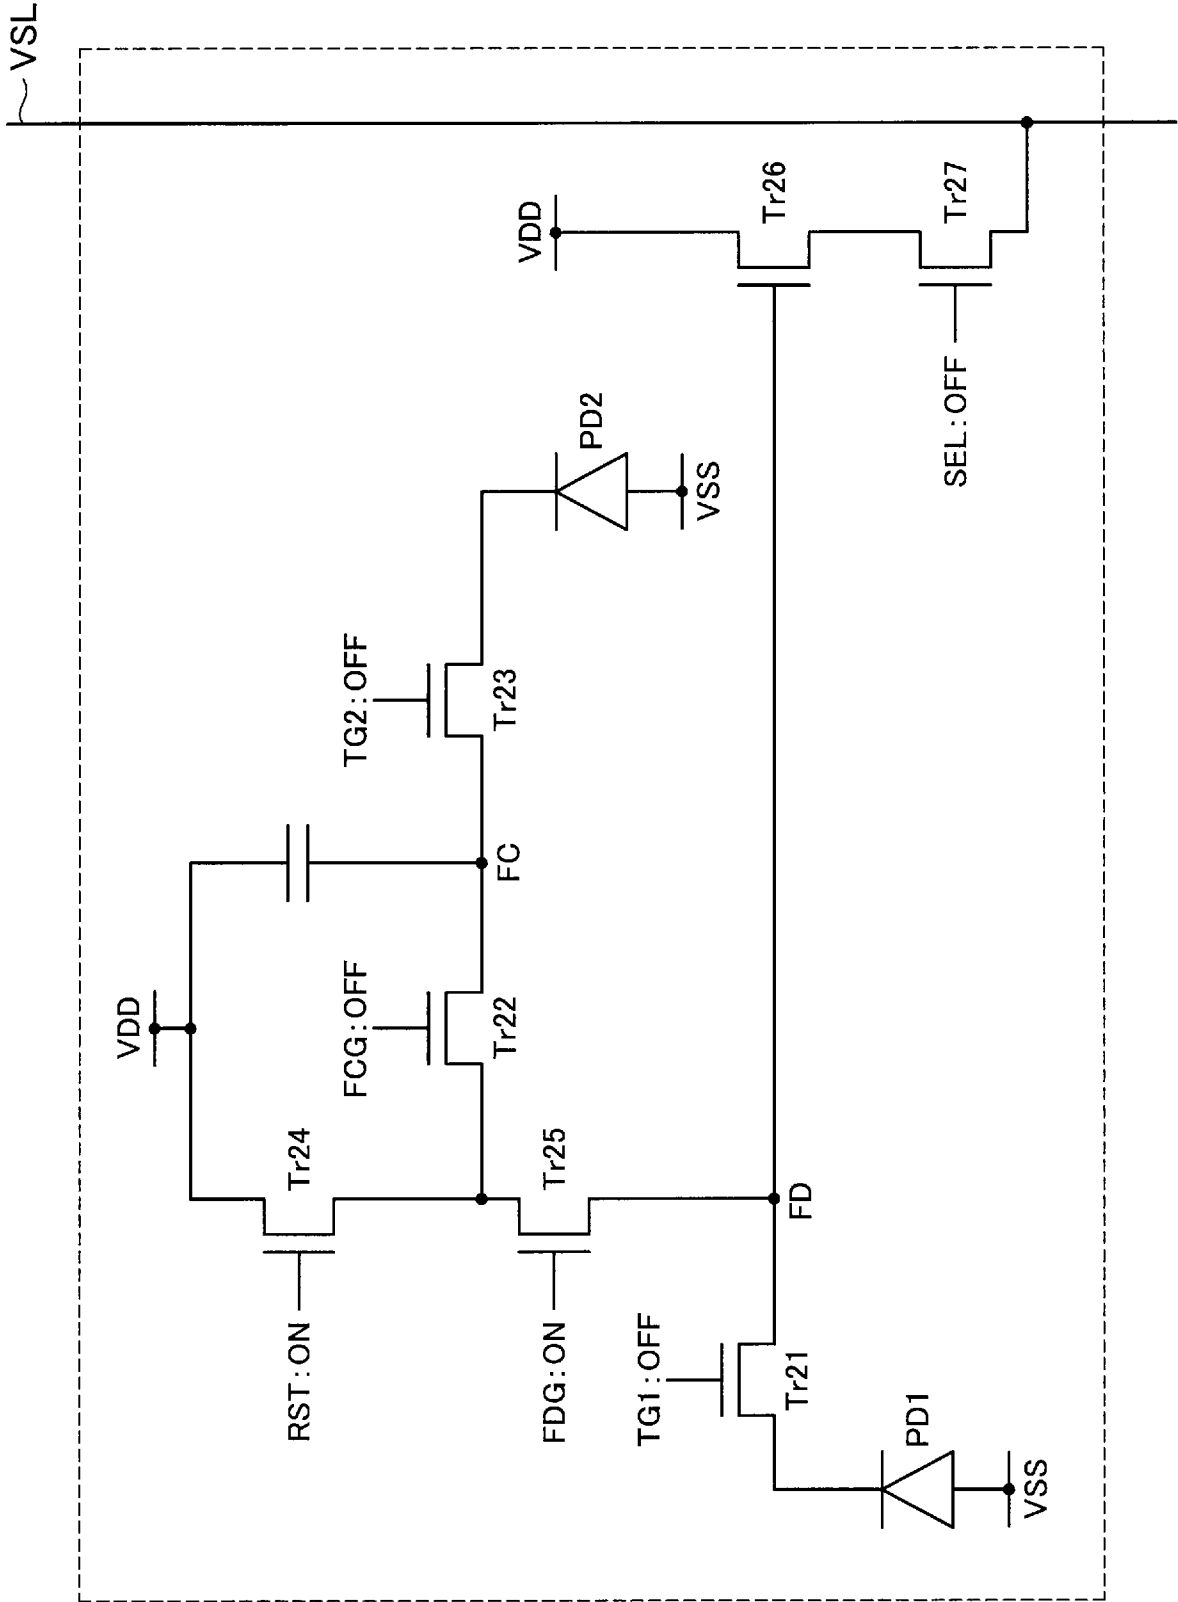 VSL
VDD
Tr26
Tr27
SEL:OFF
PD2
VSS
TG2:OFF
Tr23
FC
VDD
FCG:OFF
Tr22
Tr24
Tr25
FD
RST:ON
FDG:ON
TG1:OFF
Tr21
PD1
VSS